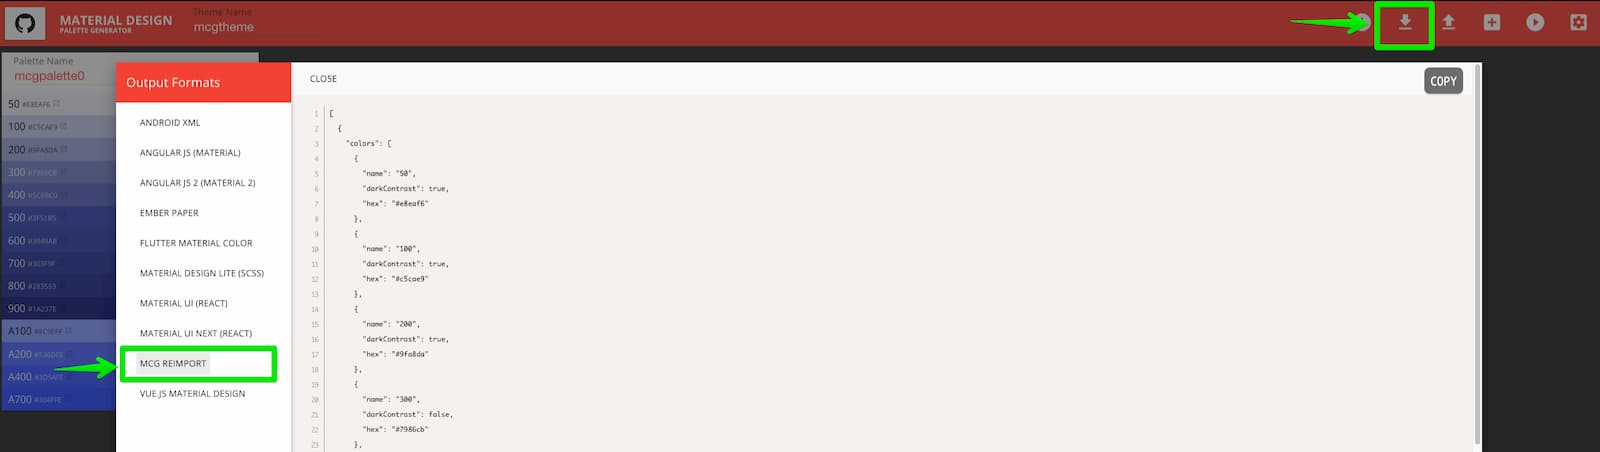 MATERIAL DESIGN
PALETTE GENERATOR
Theme Name
mcgtheme
Palette Name
mcgpalette0
50 #E8EAF6
100 #C5CAE9
200 #9FA8DA
300 #7986CB
400 #5C6BC0
500 #3F51B5
600 #3949AB
700 #303F9F
800 #283593
900 #1A237E
A100 #8C9EFF
A200 #536DFE
A400 #3D5AFE
A700 #304FFE
Output Formats
ANDROID XML
ANGULAR JS (MATERIAL)
ANGULAR JS 2 (MATERIAL 2)
EMBER PAPER
FLUTTER MATERIAL COLOR
MATERIAL DESIGN LITE (SCSS)
MATERIAL UI (REACT)
MATERIAL UI NEXT (REACT)
MCG REIMPORT
VUE.JS MATERIAL DESIGN
CLOSE
COPY
1 [
2 {
3 "colors": [
4 {
5 "name": "50",
6 "darkContrast": true,
7 "hex": "#e8eaf6"
8 },
9 {
10 "name": "100",
11 "darkContrast": true,
12 "hex": "#c5cae9"
13 },
14 {
15 "name": "200",
16 "darkContrast": true,
17 "hex": "#9fa8da"
18 },
19 {
20 "name": "300",
21 "darkContrast": false,
22 "hex": "#7986cb"
23 },